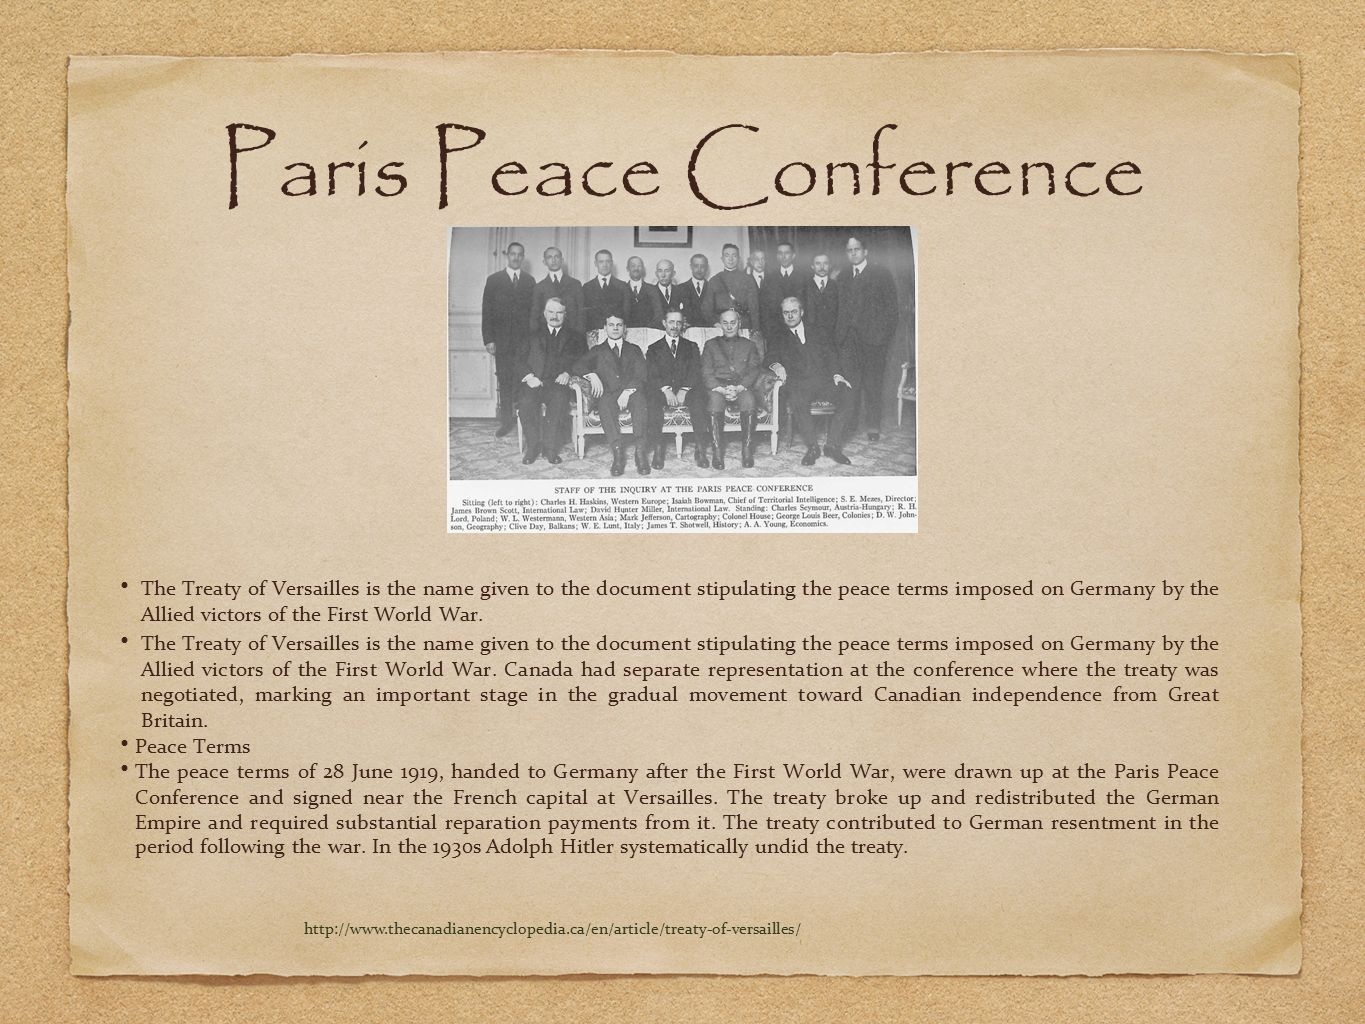 Paris Peace Conference
STAFF OF THE INQUIRY AT THE PARIS PEACE CONFERENCE
Sitting (left to right): Charles H. Haskins, Western Europe; Isaiah Bowman, Chief of Territorial Intelligence; S. E. Mezes, Director;
James Brown Scott, International Law; David Hunter Miller, International Law. Standing: Charles Seymour, Austria-Hungary; R. H.
Lord, Poland; W. L. Westermann, Western Asia; Mark Jefferson, Cartography; Colonel House; George Louis Beer, Colonies; D. W. John-
son, Geography; Clive Day, Balkans; W. E. Lunt, Italy; James T. Shotwell, History; A. A. Young, Economics.
• The Treaty of Versailles is the name given to the document stipulating the peace terms imposed on Germany by the
Allied victors of the First World War.
• The Treaty of Versailles is the name given to the document stipulating the peace terms imposed on Germany by the
Allied victors of the First World War. Canada had separate representation at the conference where the treaty was
negotiated, marking an important stage in the gradual movement toward Canadian independence from Great
Britain.
• Peace Terms
• The peace terms of 28 June 1919, handed to Germany after the First World War, were drawn up at the Paris Peace
Conference and signed near the French capital at Versailles. The treaty broke up and redistributed the German
Empire and required substantial reparation payments from it. The treaty contributed to German resentment in the
period following the war. In the 1930s Adolph Hitler systematically undid the treaty.
http://www.thecanadianencyclopedia.ca/en/article/treaty-of-versailles/